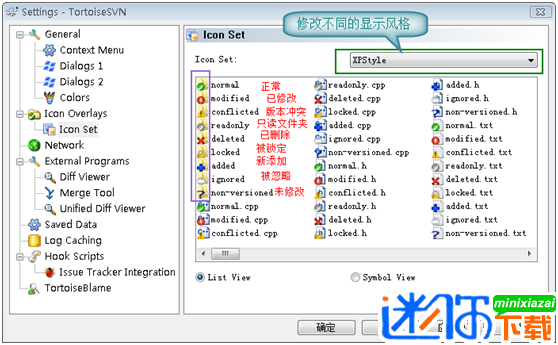 Settings - TortoiseSVN
修改不同的显示风格
General
Context Menu
Dialogs 1
Dialogs 2
Colors
Icon Overlays
Icon Set
Network
External Programs
Diff Viewer
Merge Tool
Unified Diff Viewer
Saved Data
Log Caching
Hook Scripts
Issue Tracker Integration
TortoiseBlame
Icon Set
Icon Set:
XPStyle
normal 正常 readonly.cpp added.h
modified 已修改 deleted.cpp ignored.h
conflicted 版本冲突 locked.cpp non-versioned.h
readonly 只读文件夹 added.cpp normal.txt
deleted 已删除 ignored.cpp modified.txt
locked 被锁定 non-versioned.cpp conflicted.txt
added 新添加 normal.h readonly.txt
ignored 被忽略 modified.h deleted.txt
non-versioned 未修改 conflicted.h locked.txt
normal.cpp readonly.h added.txt
modified.cpp deleted.h ignored.txt
conflicted.cpp locked.h non-versioned.txt
List View
Symbol View
确定
迷你下载
minixiazai